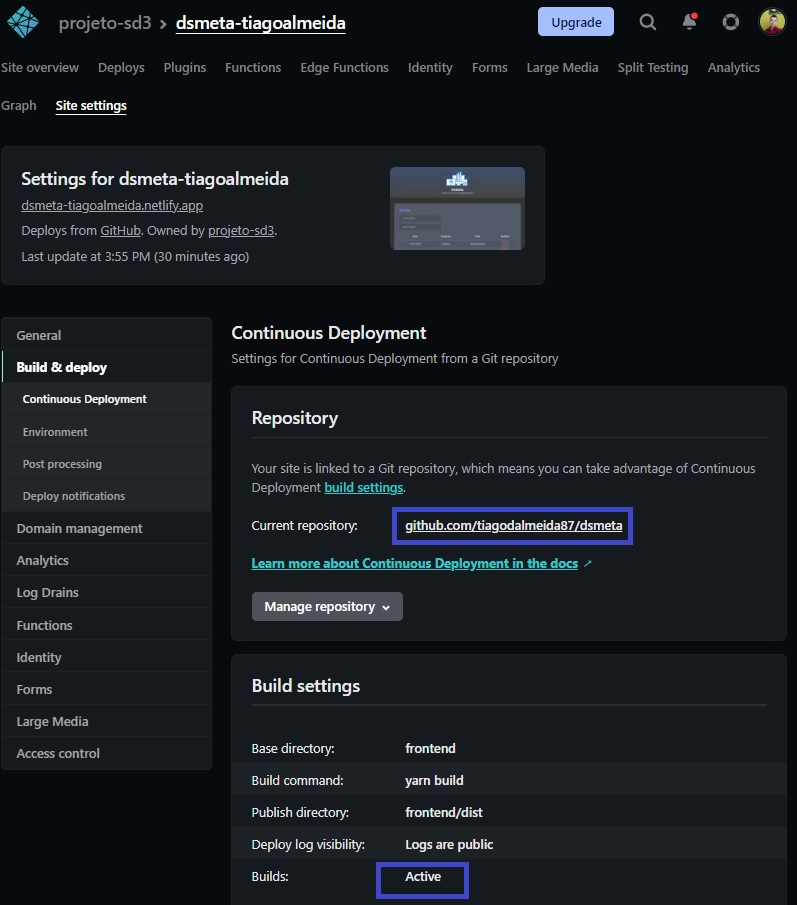 projeto-sd3 > dsmeta-tiagoalmeida
Upgrade
Site overview Deploys Plugins Functions Edge Functions Identity Forms Large Media Split Testing Analytics
Graph Site settings
Settings for dsmeta-tiagoalmeida
dsmeta-tiagoalmeida.netlify.app
Deploys from GitHub. Owned by projeto-sd3.
Last update at 3:55 PM (30 minutes ago)
General
Build & deploy
Continuous Deployment
Environment
Post processing
Deploy notifications
Domain management
Analytics
Log Drains
Functions
Identity
Forms
Large Media
Access control
Continuous Deployment
Settings for Continuous Deployment from a Git repository
Repository
Your site is linked to a Git repository, which means you can take advantage of Continuous
Deployment build settings.
Current repository: github.com/tiagodalmeida87/dsmeta
Learn more about Continuous Deployment in the docs
Manage repository
Build settings
Base directory: frontend
Build command: yarn build
Publish directory: frontend/dist
Deploy log visibility: Logs are public
Builds: Active